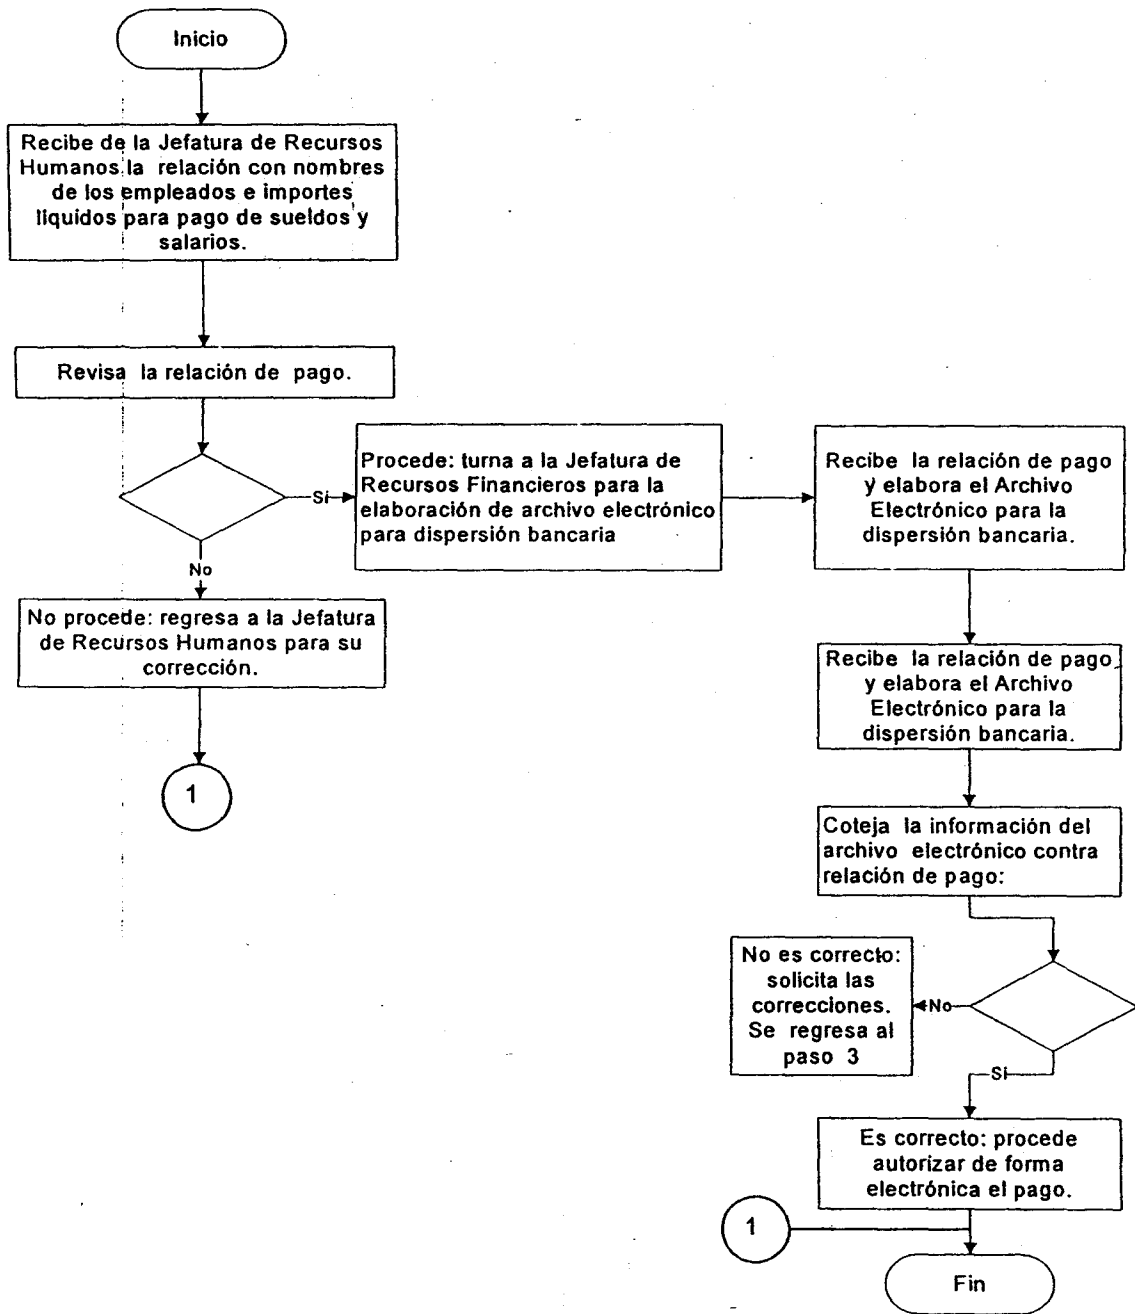 Inicio
Recibe de la Jefatura de Recursos
Humanos la relación con nombres
de los empleados e importes
líquidos para pago de sueldos y
salarios.
Revisa la relación de pago.
Sí
Procede: turna a la Jefatura de
Recursos Financieros para la
elaboración de archivo electrónico
para dispersión bancaria
Recibe la relación de pago
y elabora el Archivo
Electrónico para la
dispersión bancaria.
No
No procede: regresa a la Jefatura
de Recursos Humanos para su
corrección.
1
Recibe la relación de pago
y elabora el Archivo
Electrónico para la
dispersión bancaria.
Coteja la información del
archivo electrónico contra
relación de pago:
No es correcto:
solicita las
correcciones.
Se regresa al
paso 3
No
Sí
Es correcto: procede
autorizar de forma
electrónica el pago.
1
Fin